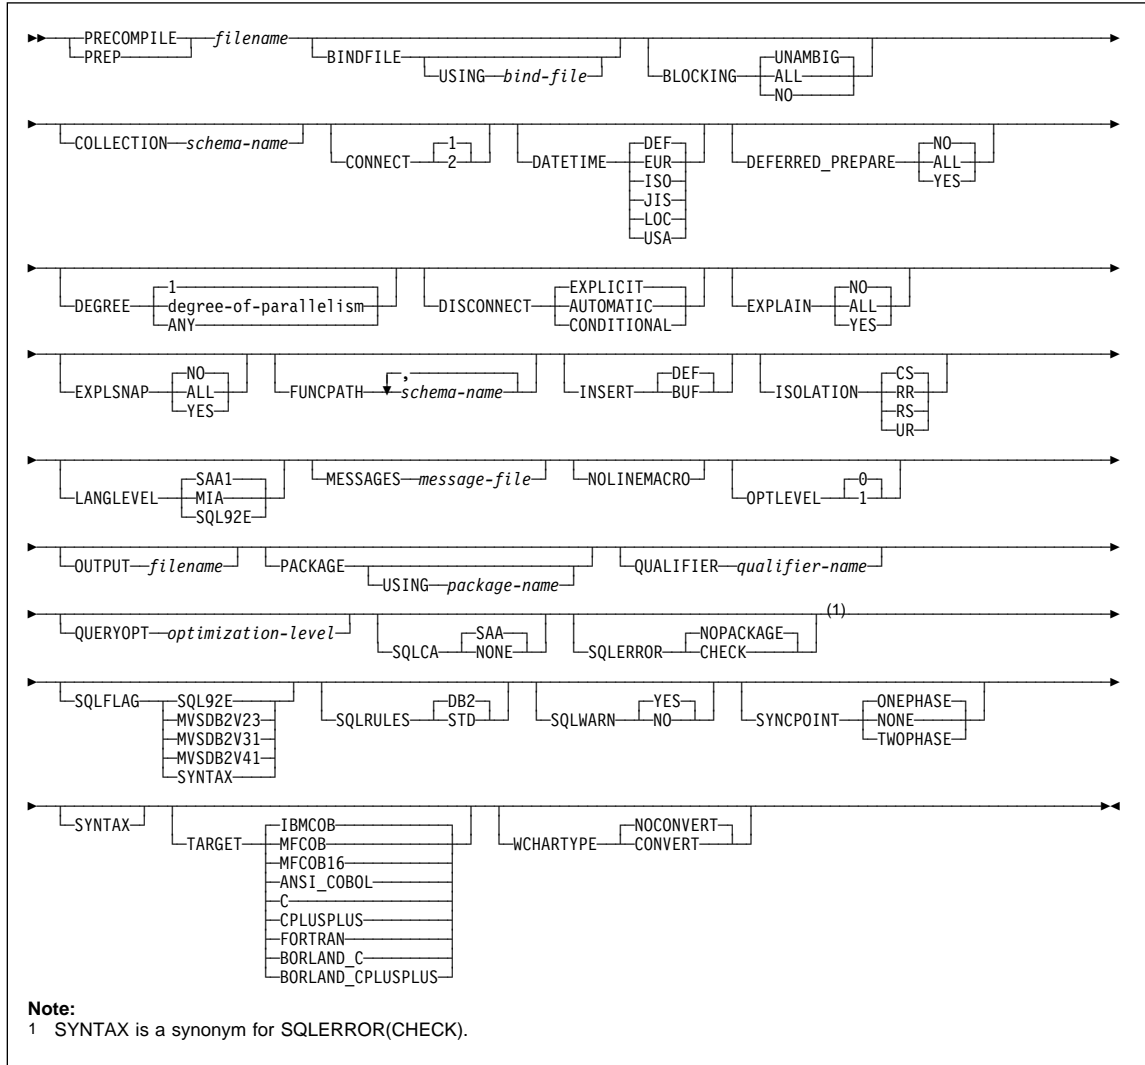 PRECOMPILE filename BINDFILE USING bind-file BLOCKING UNAMBIG ALL NO
PREP
COLLECTION schema-name CONNECT 1 2 DATETIME DEF EUR ISO JIS LOC USA DEFERRED_PREPARE NO ALL YES
DEGREE 1 degree-of-parallelism ANY DISCONNECT EXPLICIT AUTOMATIC CONDITIONAL EXPLAIN NO ALL YES
EXPLSNAP NO ALL YES FUNCPATH , schema-name INSERT DEF BUF ISOLATION CS RR RS UR
LANGLEVEL SAA1 MIA SQL92E MESSAGES message-file NOLINEMACRO OPTLEVEL 0 1
OUTPUT filename PACKAGE USING package-name QUALIFIER qualifier-name
QUERYOPT optimization-level SQLCA SAA NONE SQLERROR NOPACKAGE CHECK (1)
SQLFLAG SQL92E MVSDB2V23 MVSDB2V31 MVSDB2V41 SYNTAX SQLRULES DB2 STD SQLWARN YES NO SYNCPOINT ONEPHASE NONE TWOPHASE
SYNTAX TARGET IBMCOB MFCOB MFCOB16 ANSI_COBOL C CPLUSPLUS FORTRAN BORLAND_C BORLAND_CPLUSPLUS WCHARTYPE NOCONVERT CONVERT
Note:
1 SYNTAX is a synonym for SQLERROR(CHECK).